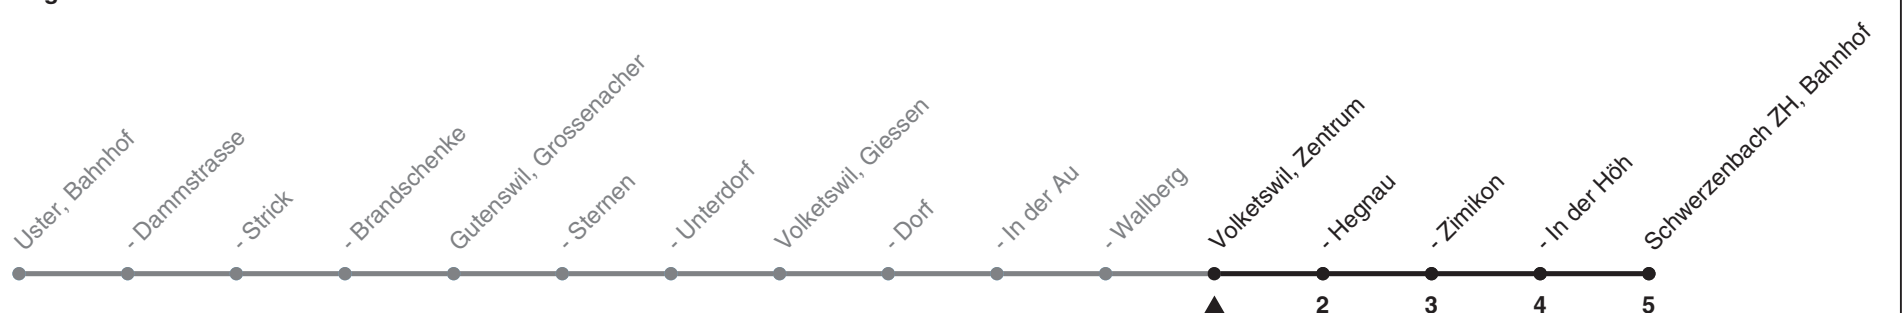 Uster, Bahnhof
- Dammstrasse
- Strick
- Brandschenke
Gutenswil, Grossenacher
- Sternen
- Unterdorf
Volketswil, Giessen
- Dorf
- In der Au
- Wallberg
Volketswil, Zentrum
- Hegnau
- Zimikon
- In der Höh
Schwerzenbach ZH, Bahnhof
2 3 4 5